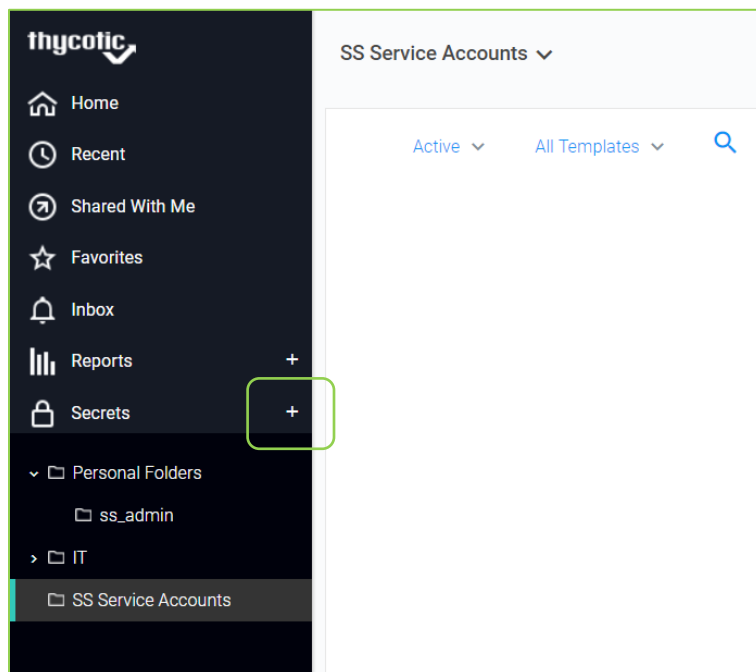 thycotic
SS Service Accounts
Home
Active
All Templates
Recent
Shared With Me
Favorites
Inbox
Reports +
Secrets +
Personal Folders
ss_admin
IT
SS Service Accounts